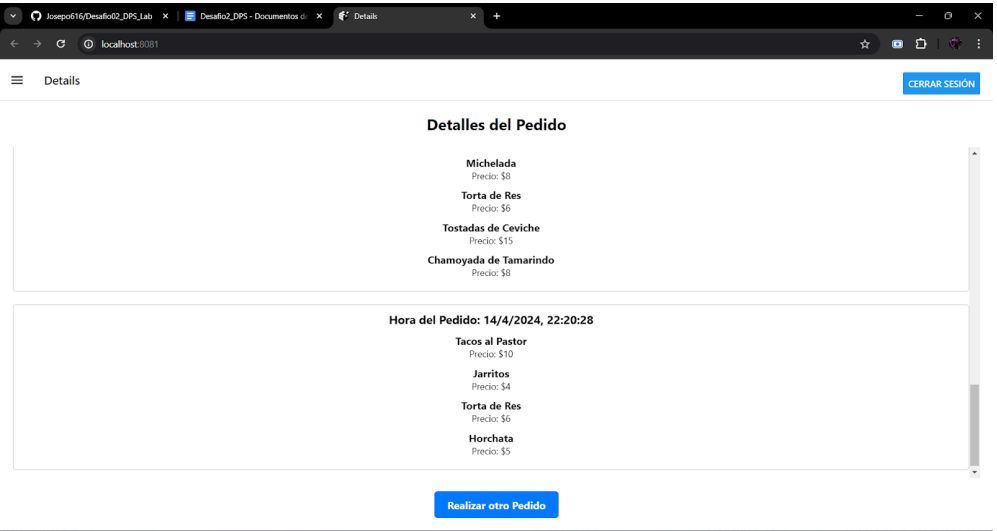 Josepo616/Desafio02_DPS_Lab
Desafio2_DPS - Documentos d
Details
localhost:8081
Details
CERRAR SESIÓN
Detalles del Pedido
Michelada
Precio: $8
Torta de Res
Precio: $6
Tostadas de Ceviche
Precio: $15
Chamoyada de Tamarindo
Precio: $8
Hora del Pedido: 14/4/2024, 22:20:28
Tacos al Pastor
Precio: $10
Jarritos
Precio: $4
Torta de Res
Precio: $6
Horchata
Precio: $5
Realizar otro Pedido